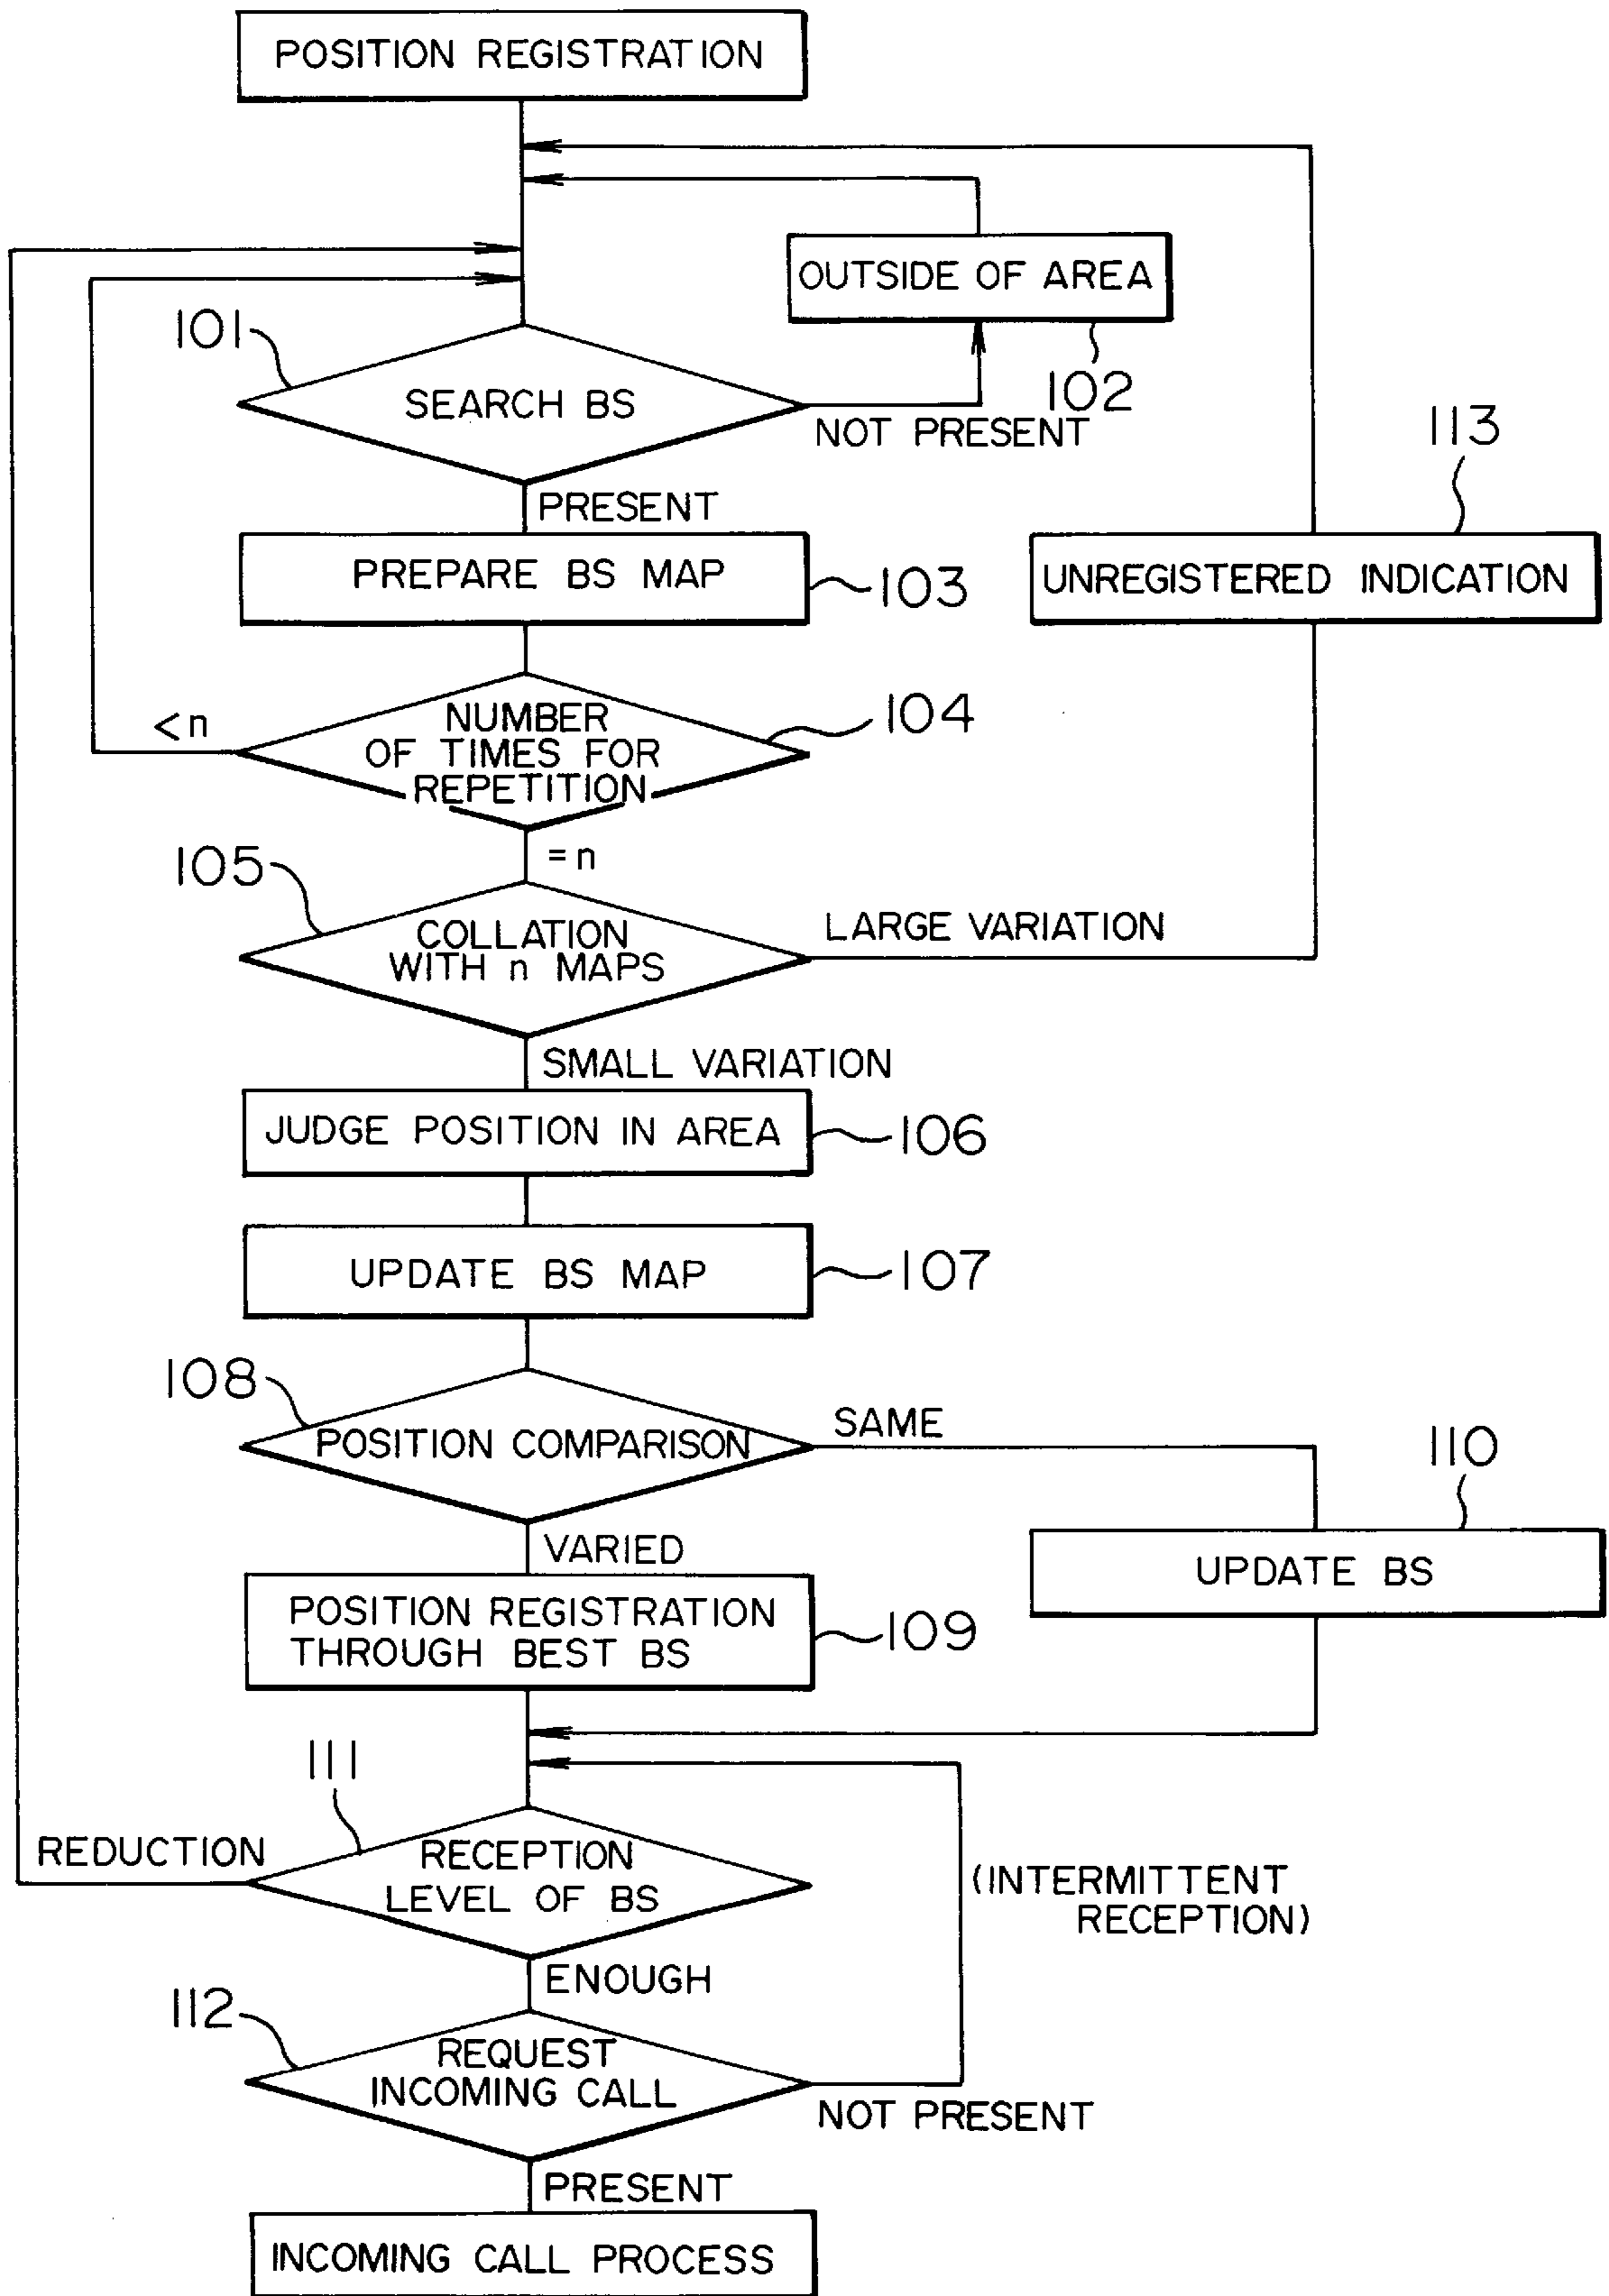 POSITION REGISTRATION
OUTSIDE OF AREA
102
101
SEARCH BS
NOT PRESENT
PRESENT
113
PREPARE BS MAP
103
UNREGISTERED INDICATION
<n
NUMBER
OF TIMES FOR
REPETITION
104
=n
105
COLLATION
WITH n MAPS
LARGE VARIATION
SMALL VARIATION
JUDGE POSITION IN AREA
106
UPDATE BS MAP
107
108
POSITION COMPARISON
SAME
110
VARIED
UPDATE BS
POSITION REGISTRATION
THROUGH BEST BS
109
111
REDUCTION
RECEPTION
LEVEL OF BS
(INTERMITTENT
RECEPTION)
ENOUGH
112
REQUEST
INCOMING CALL
NOT PRESENT
PRESENT
INCOMING CALL PROCESS